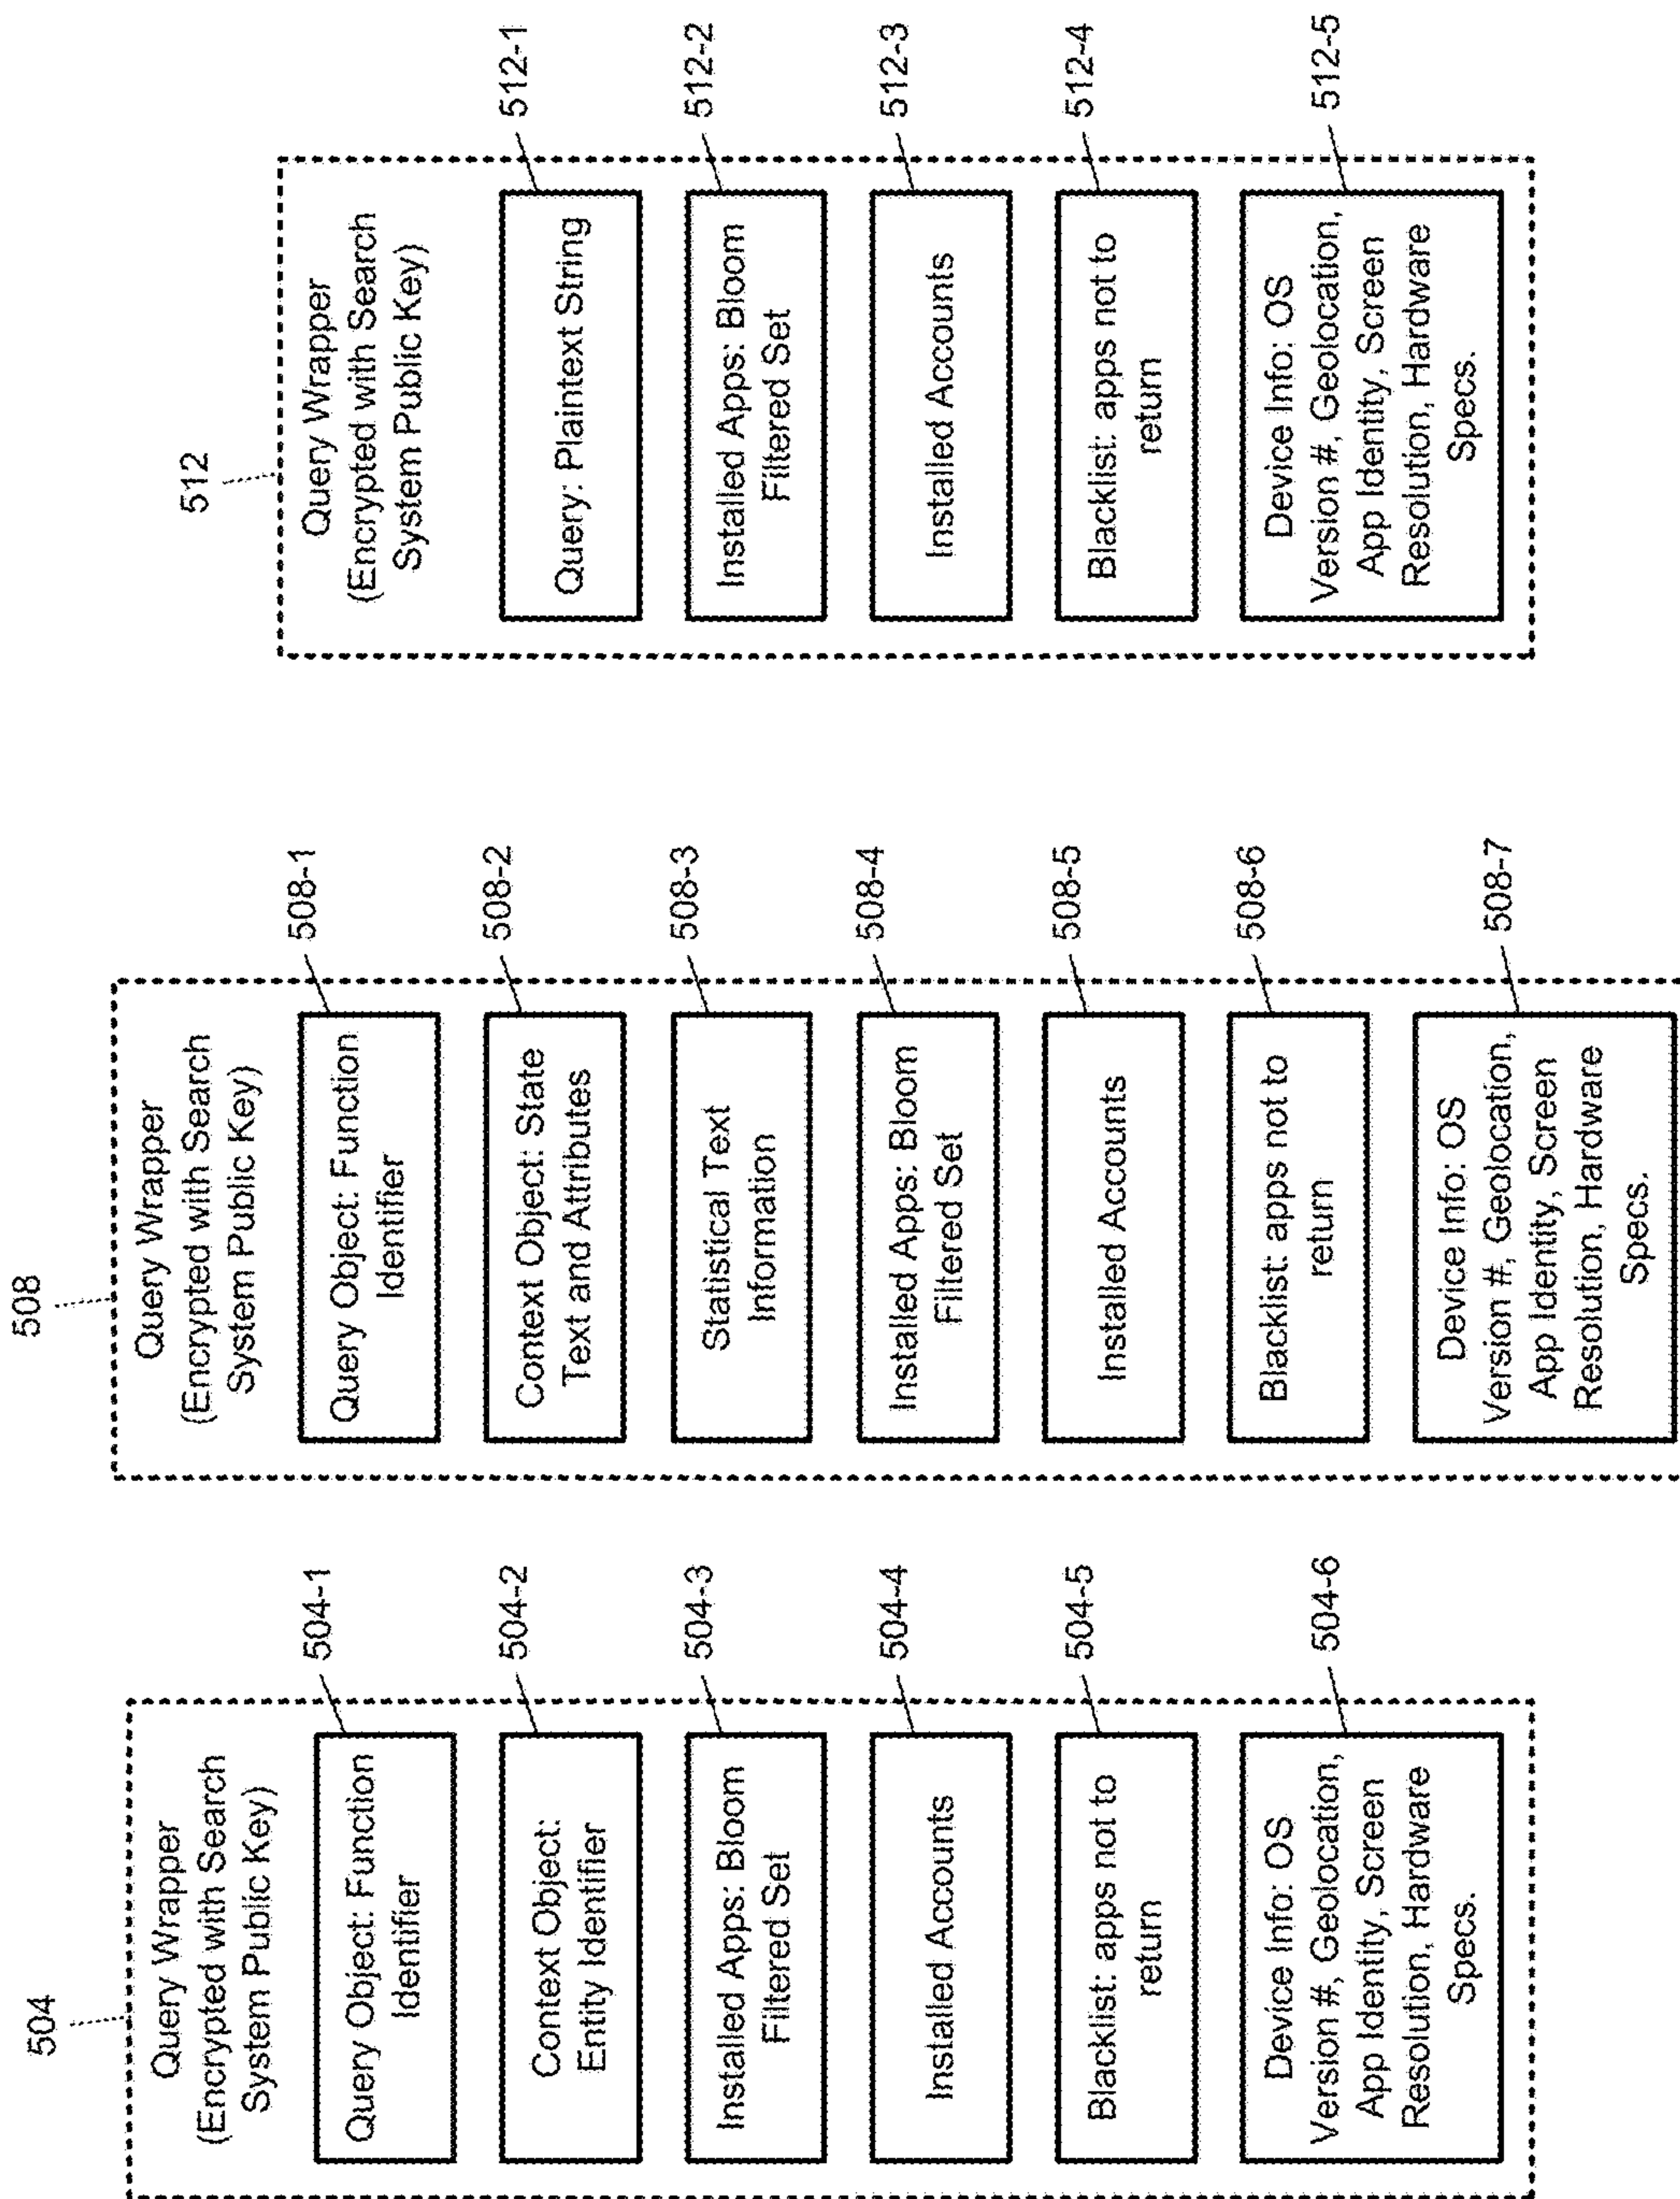 504
Query Wrapper
(Encrypted with Search
System Public Key)
Query Object: Function
Identifier
504-1
Context Object:
Entity Identifier
504-2
Installed Apps: Bloom
Filtered Set
504-3
Installed Accounts
504-4
Blacklist: apps not to
return
504-5
Device Info: OS
Version #, Geolocation,
App Identity, Screen
Resolution, Hardware
Specs.
504-6
508
Query Wrapper
(Encrypted with Search
System Public Key)
Query Object: Function
Identifier
508-1
Context Object: State
Text and Attributes
508-2
Statistical Text
Information
508-3
Installed Apps: Bloom
Filtered Set
508-4
Installed Accounts
508-5
Blacklist: apps not to
return
508-6
Device Info: OS
Version #, Geolocation,
App Identity, Screen
Resolution, Hardware
Specs.
508-7
512
Query Wrapper
(Encrypted with Search
System Public Key)
Query: Plaintext String
512-1
Installed Apps: Bloom
Filtered Set
512-2
Installed Accounts
512-3
Blacklist: apps not to
return
512-4
Device Info: OS
Version #, Geolocation,
App Identity, Screen
Resolution, Hardware
Specs.
512-5